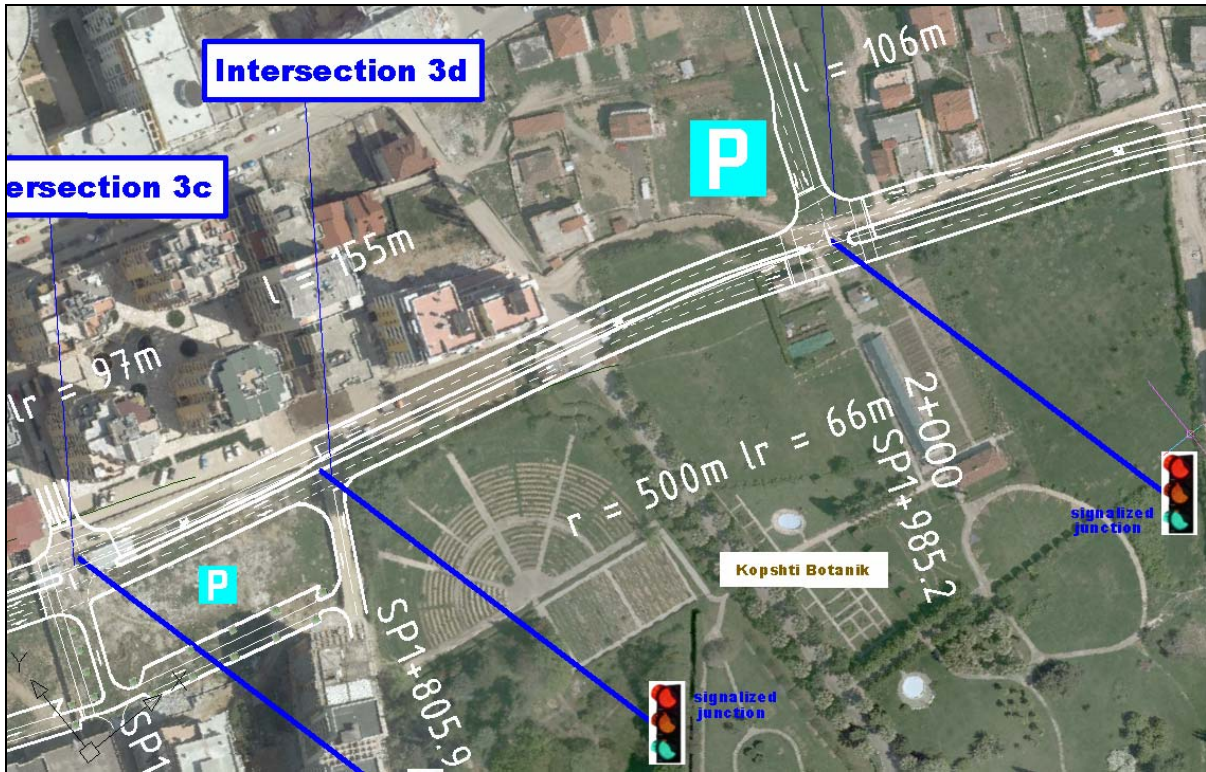 Intersection 3d
ersection 3c
l = 106m
P
l = 155m
lr = 97m
r = 500m lr = 66m
2+000
SP1+985.2
signalized
junction
Kopshti Botanik
P
SP1+805.9
signalized
junction
Y
X
SP1